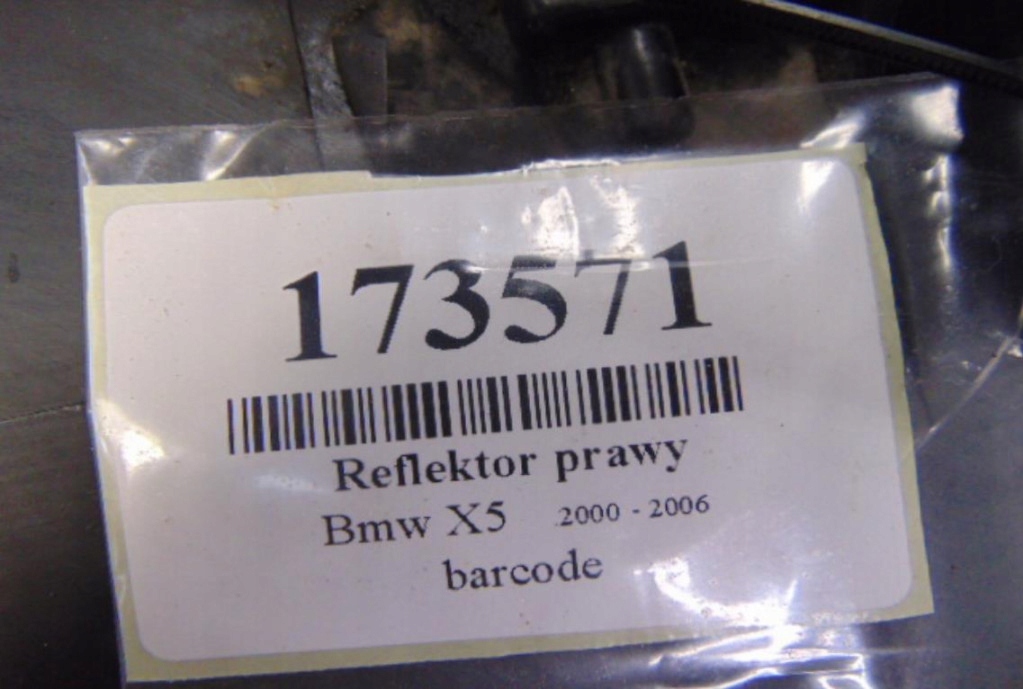 173571
Reflektor prawy
Bmw X5 2000 - 2006
barcode